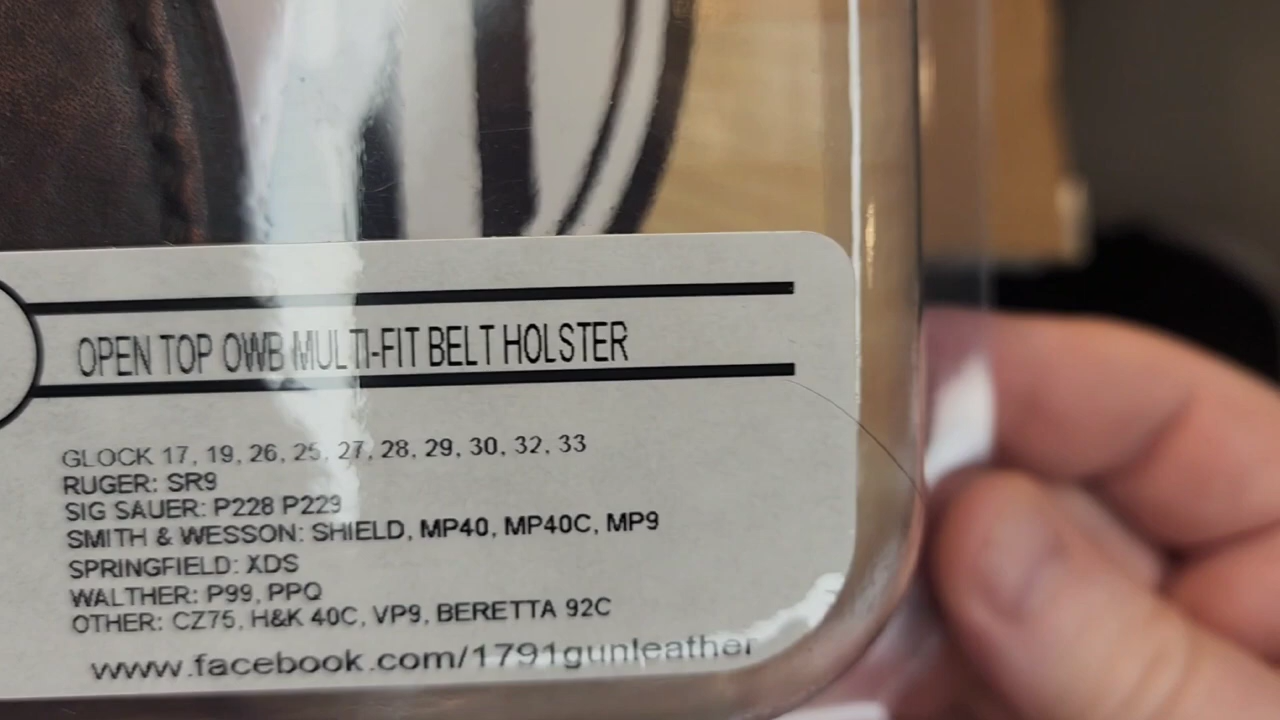 OPEN TOP OWB MULTI-FIT BELT HOLSTER
GLOCK 17, 19, 26, 25, 27, 28, 29, 30, 32, 33
RUGER: SR9
SIG SAUER: P228 P229
SMITH & WESSON: SHIELD, MP40, MP40C, MP9
SPRINGFIELD: XDS
WALTHER: P99, PPQ
OTHER: CZ75, H&K 40C, VP9, BERETTA 92C
www.facebook.com/1791gunleather